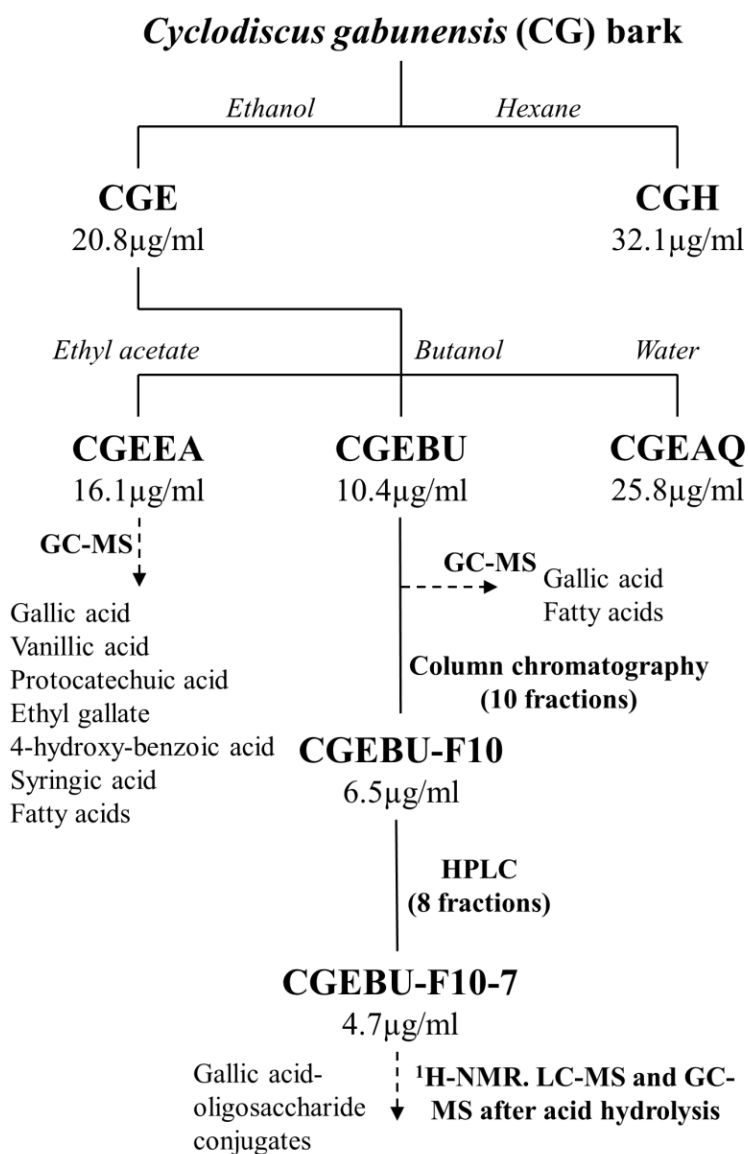 Cyclodiscus gabunensis (CG) bark
Ethanol
Hexane
CGE
20.8µg/ml
CGH
32.1µg/ml
Ethyl acetate
Butanol
Water
CGEEA
16.1µg/ml
CGEBU
10.4µg/ml
CGEAQ
25.8µg/ml
GC-MS
Gallic acid
Vanillic acid
Protocatechuic acid
Ethyl gallate
4-hydroxy-benzoic acid
Syringic acid
Fatty acids
GC-MS
Gallic acid
Fatty acids
Column chromatography
(10 fractions)
CGEBU-F10
6.5µg/ml
HPLC
(8 fractions)
CGEBU-F10-7
4.7µg/ml
Gallic acid-
oligosaccharide
conjugates
¹H-NMR. LC-MS and GC-
MS after acid hydrolysis